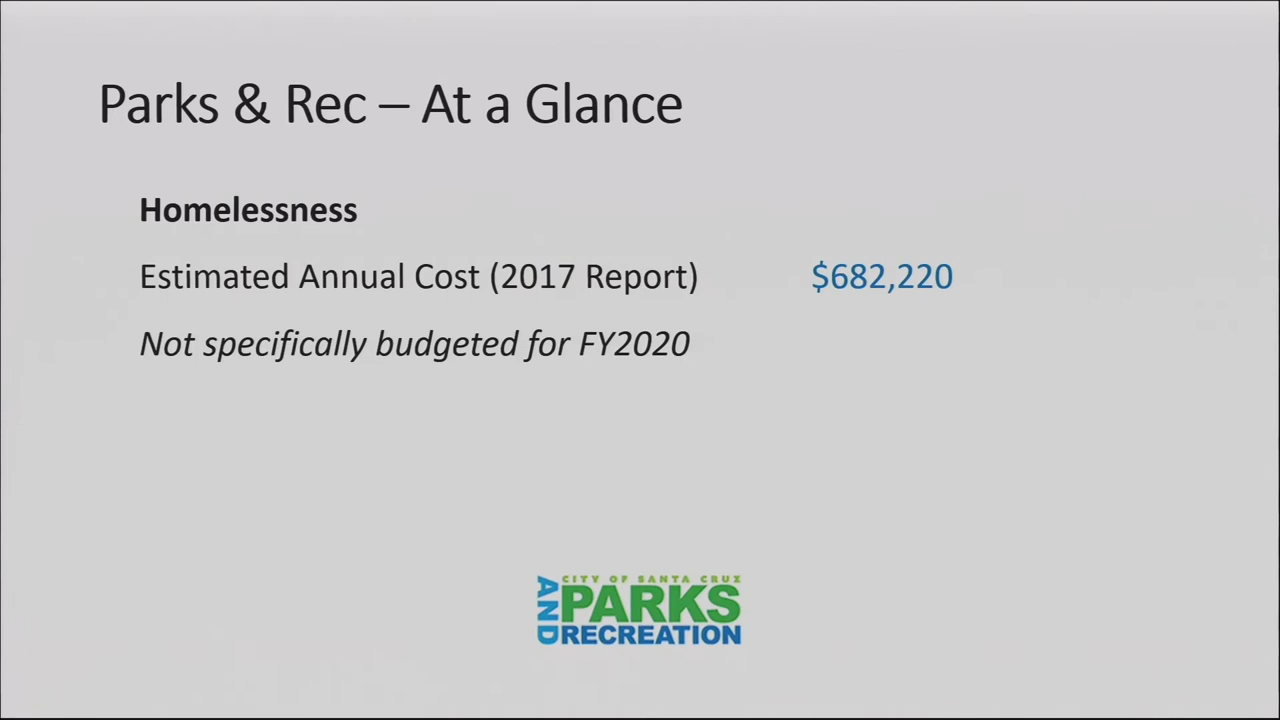 Parks & Rec – At a Glance
Homelessness
Estimated Annual Cost (2017 Report) $682,220
Not specifically budgeted for FY2020
CITY OF SANTA CRUZ
AND
PARKS
RECREATION